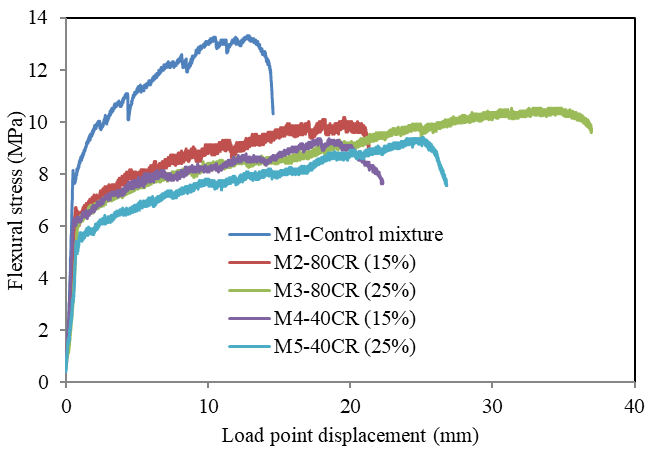 14
12
10
8
6
4
2
0
Flexural stress (MPa)
M1-Control mixture
M2-80CR (15%)
M3-80CR (25%)
M4-40CR (15%)
M5-40CR (25%)
0 10 20 30 40
Load point displacement (mm)